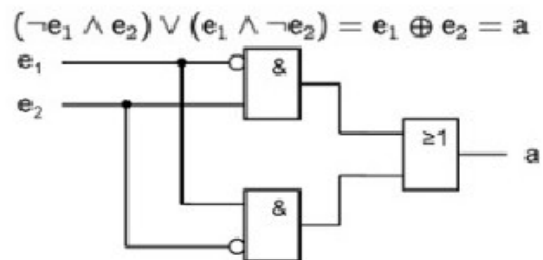 (¬e₁ ∧ e₂) ∨ (e₁ ∧ ¬e₂) = e₁ ⊕ e₂ = a
e₁
&
e₂
≥1
a
&